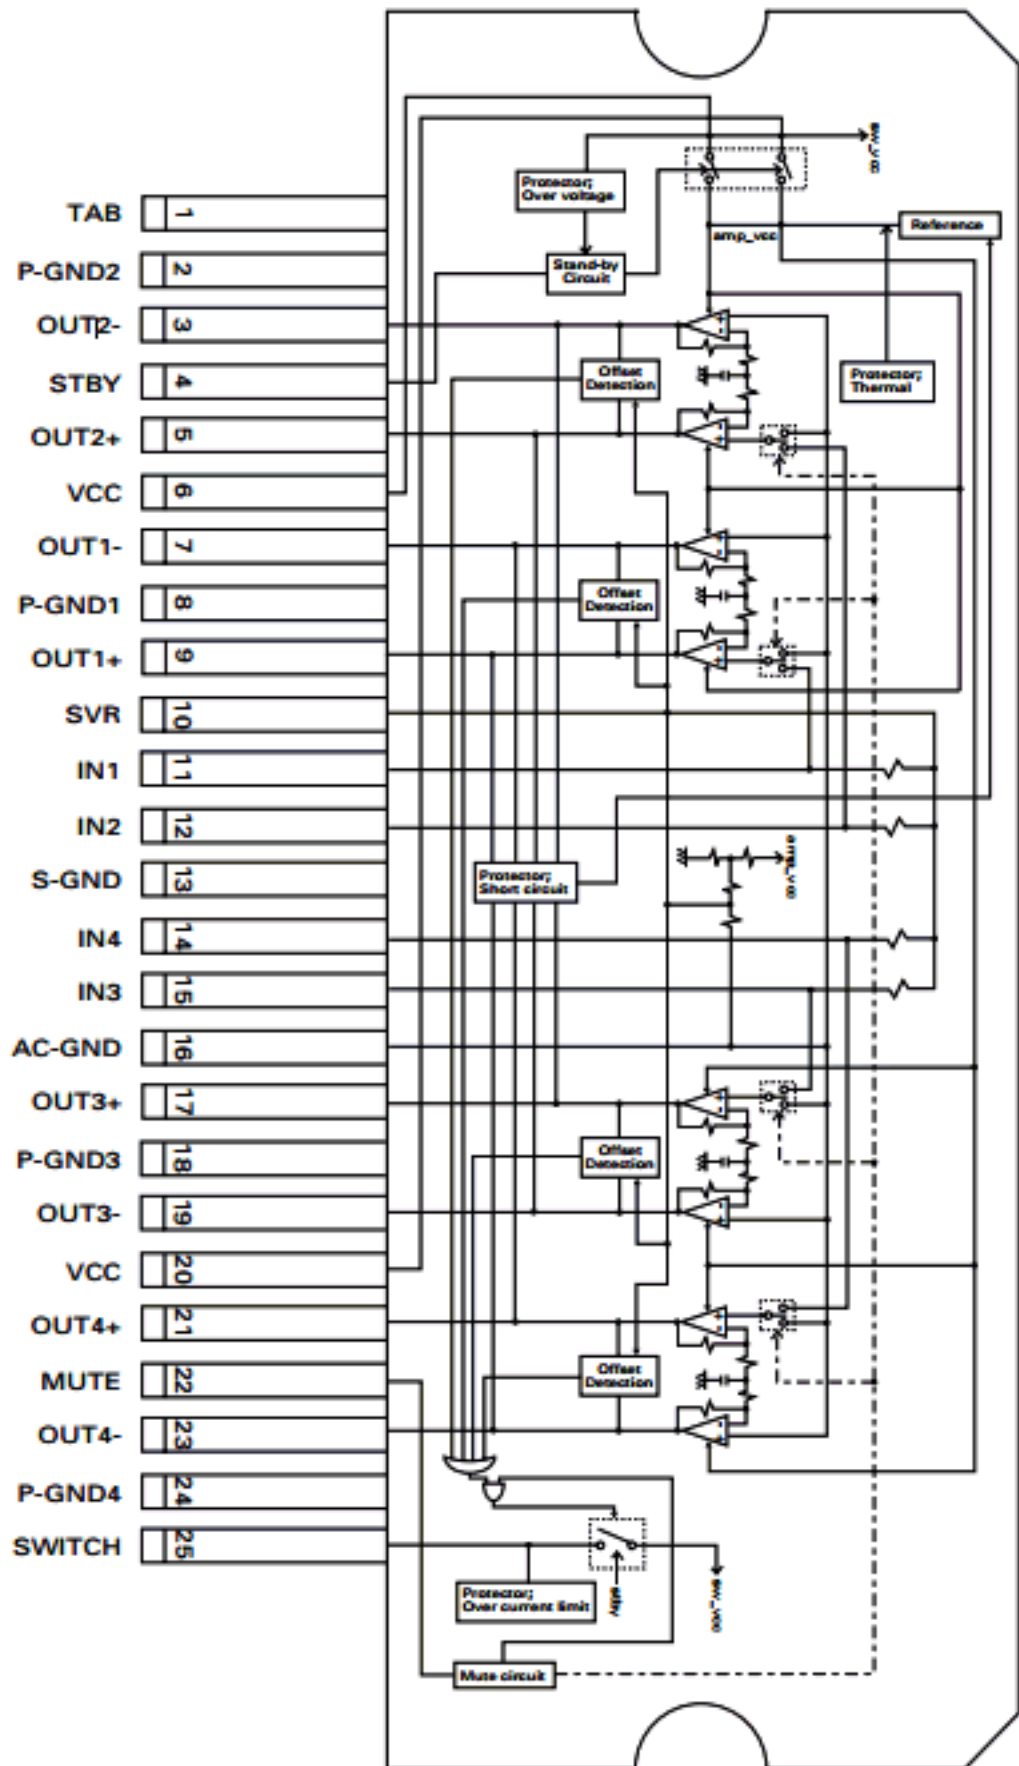 sw_vcc
Protector;
Over voltage
TAB 1
Reference
amp_vcc
P-GND2 2
Stand-by
Circuit
OUT2- 3
Protector;
Thermal
STBY 4
Offset
Detection
OUT2+ 5
VCC 6
OUT1- 7
P-GND1 8
Offset
Detection
OUT1+ 9
SVR 10
IN1 11
IN2 12
amp_vcc
S-GND 13
Protector;
Short circuit
IN4 14
IN3 15
AC-GND 16
OUT3+ 17
P-GND3 18
Offset
Detection
OUT3- 19
VCC 20
OUT4+ 21
MUTE 22
Offset
Detection
OUT4- 23
P-GND4 24
SWITCH 25
Protector;
Over current limit
stby
sw_vcc
Mute circuit